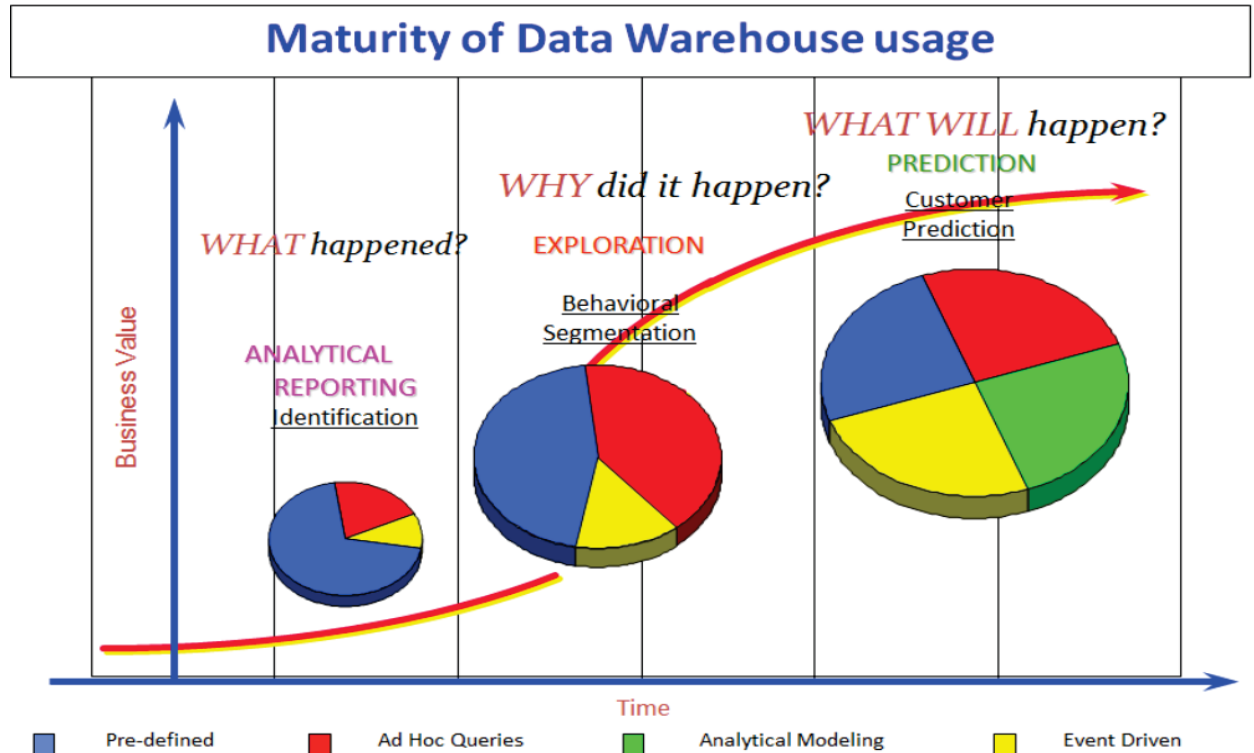 Maturity of Data Warehouse usage
WHAT WILL happen?
PREDICTION
Customer
Prediction
WHY did it happen?
EXPLORATION
Behavioral
Segmentation
WHAT happened?
ANALYTICAL
REPORTING
Identification
Business Value
Time
Pre-defined
Ad Hoc Queries
Analytical Modeling
Event Driven